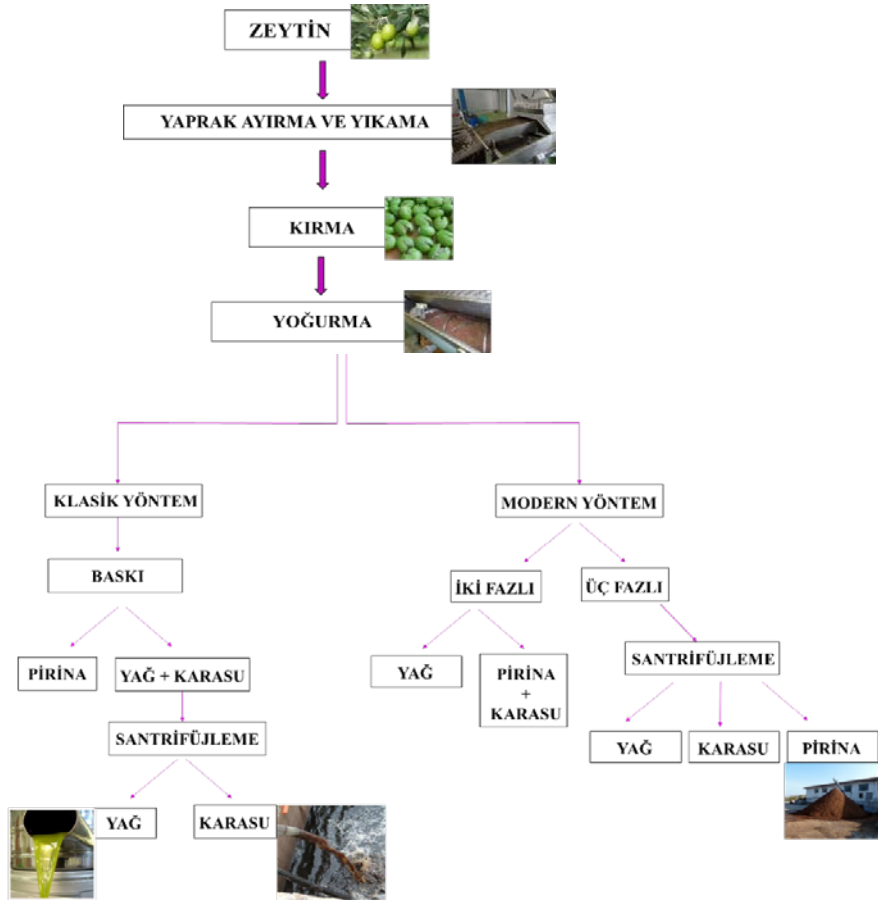 ZEYTİN
YAPRAK AYIRMA VE YIKAMA
KIRMA
YOĞURMA
KLASİK YÖNTEM
MODERN YÖNTEM
BASKI
İKİ FAZLI
ÜÇ FAZLI
PİRİNA
YAĞ + KARASU
YAĞ
PİRİNA
+
KARASU
SANTRİFÜJLEME
SANTRİFÜJLEME
YAĞ
KARASU
PİRİNA
YAĞ
KARASU